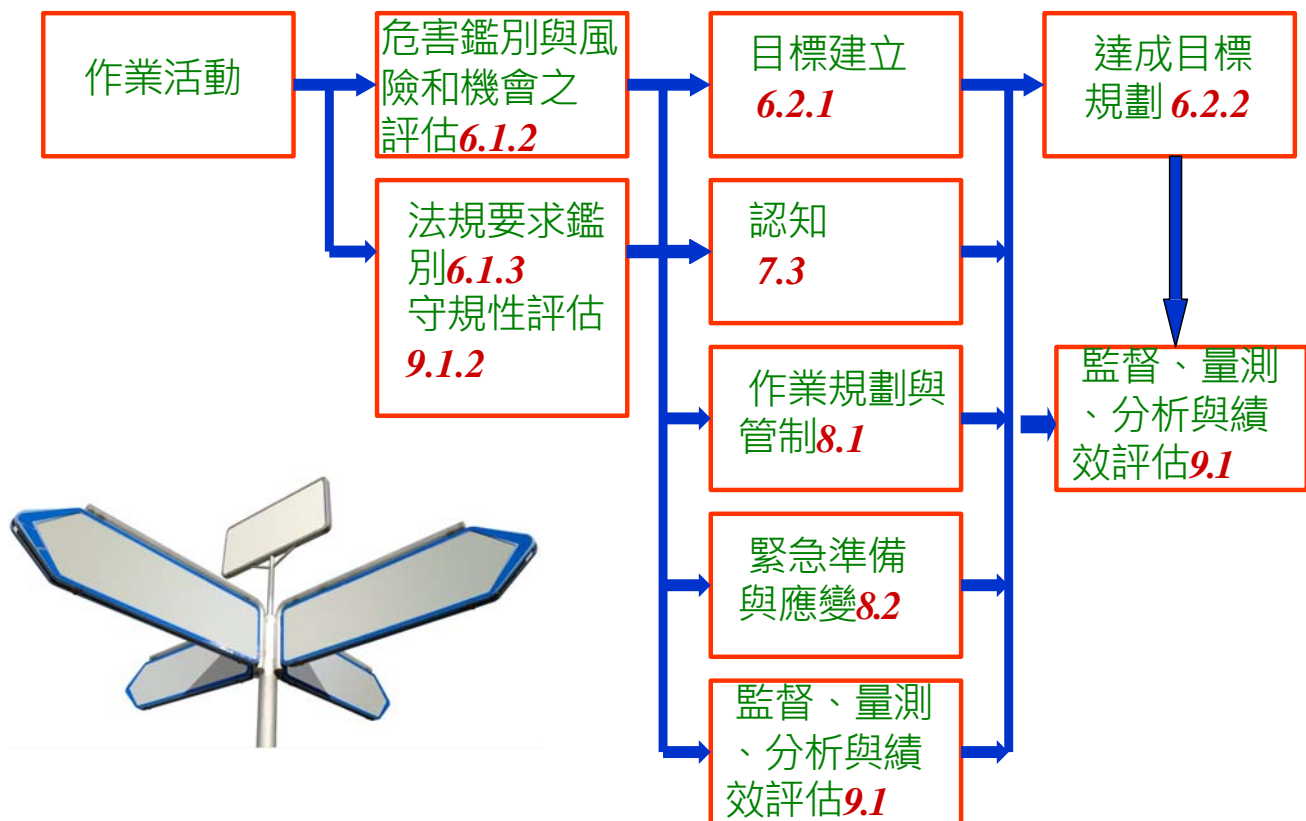 作業活動
危害鑑別與風
險和機會之
評估6.1.2
法規要求鑑
別6.1.3
守規性評估
9.1.2
目標建立
6.2.1
認知
7.3
作業規劃與
管制8.1
緊急準備
與應變8.2
監督、量測
、分析與績
效評估9.1
達成目標
規劃 6.2.2
監督、量測
、分析與績
效評估9.1